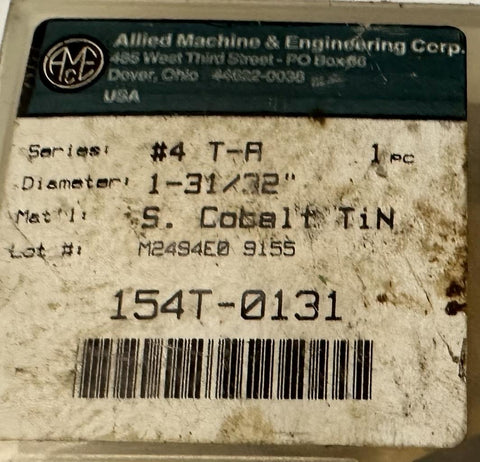 AMEC
Allied Machine & Engineering Corp.
485 West Third Street - PO Box 36
Dover, Ohio 44622-0036
USA
Series: #4 T-A 1 pc
Diameter: 1-31/32"
Mat'l: S. Cobalt TiN
Lot #: M2494E0 9155
154T-0131